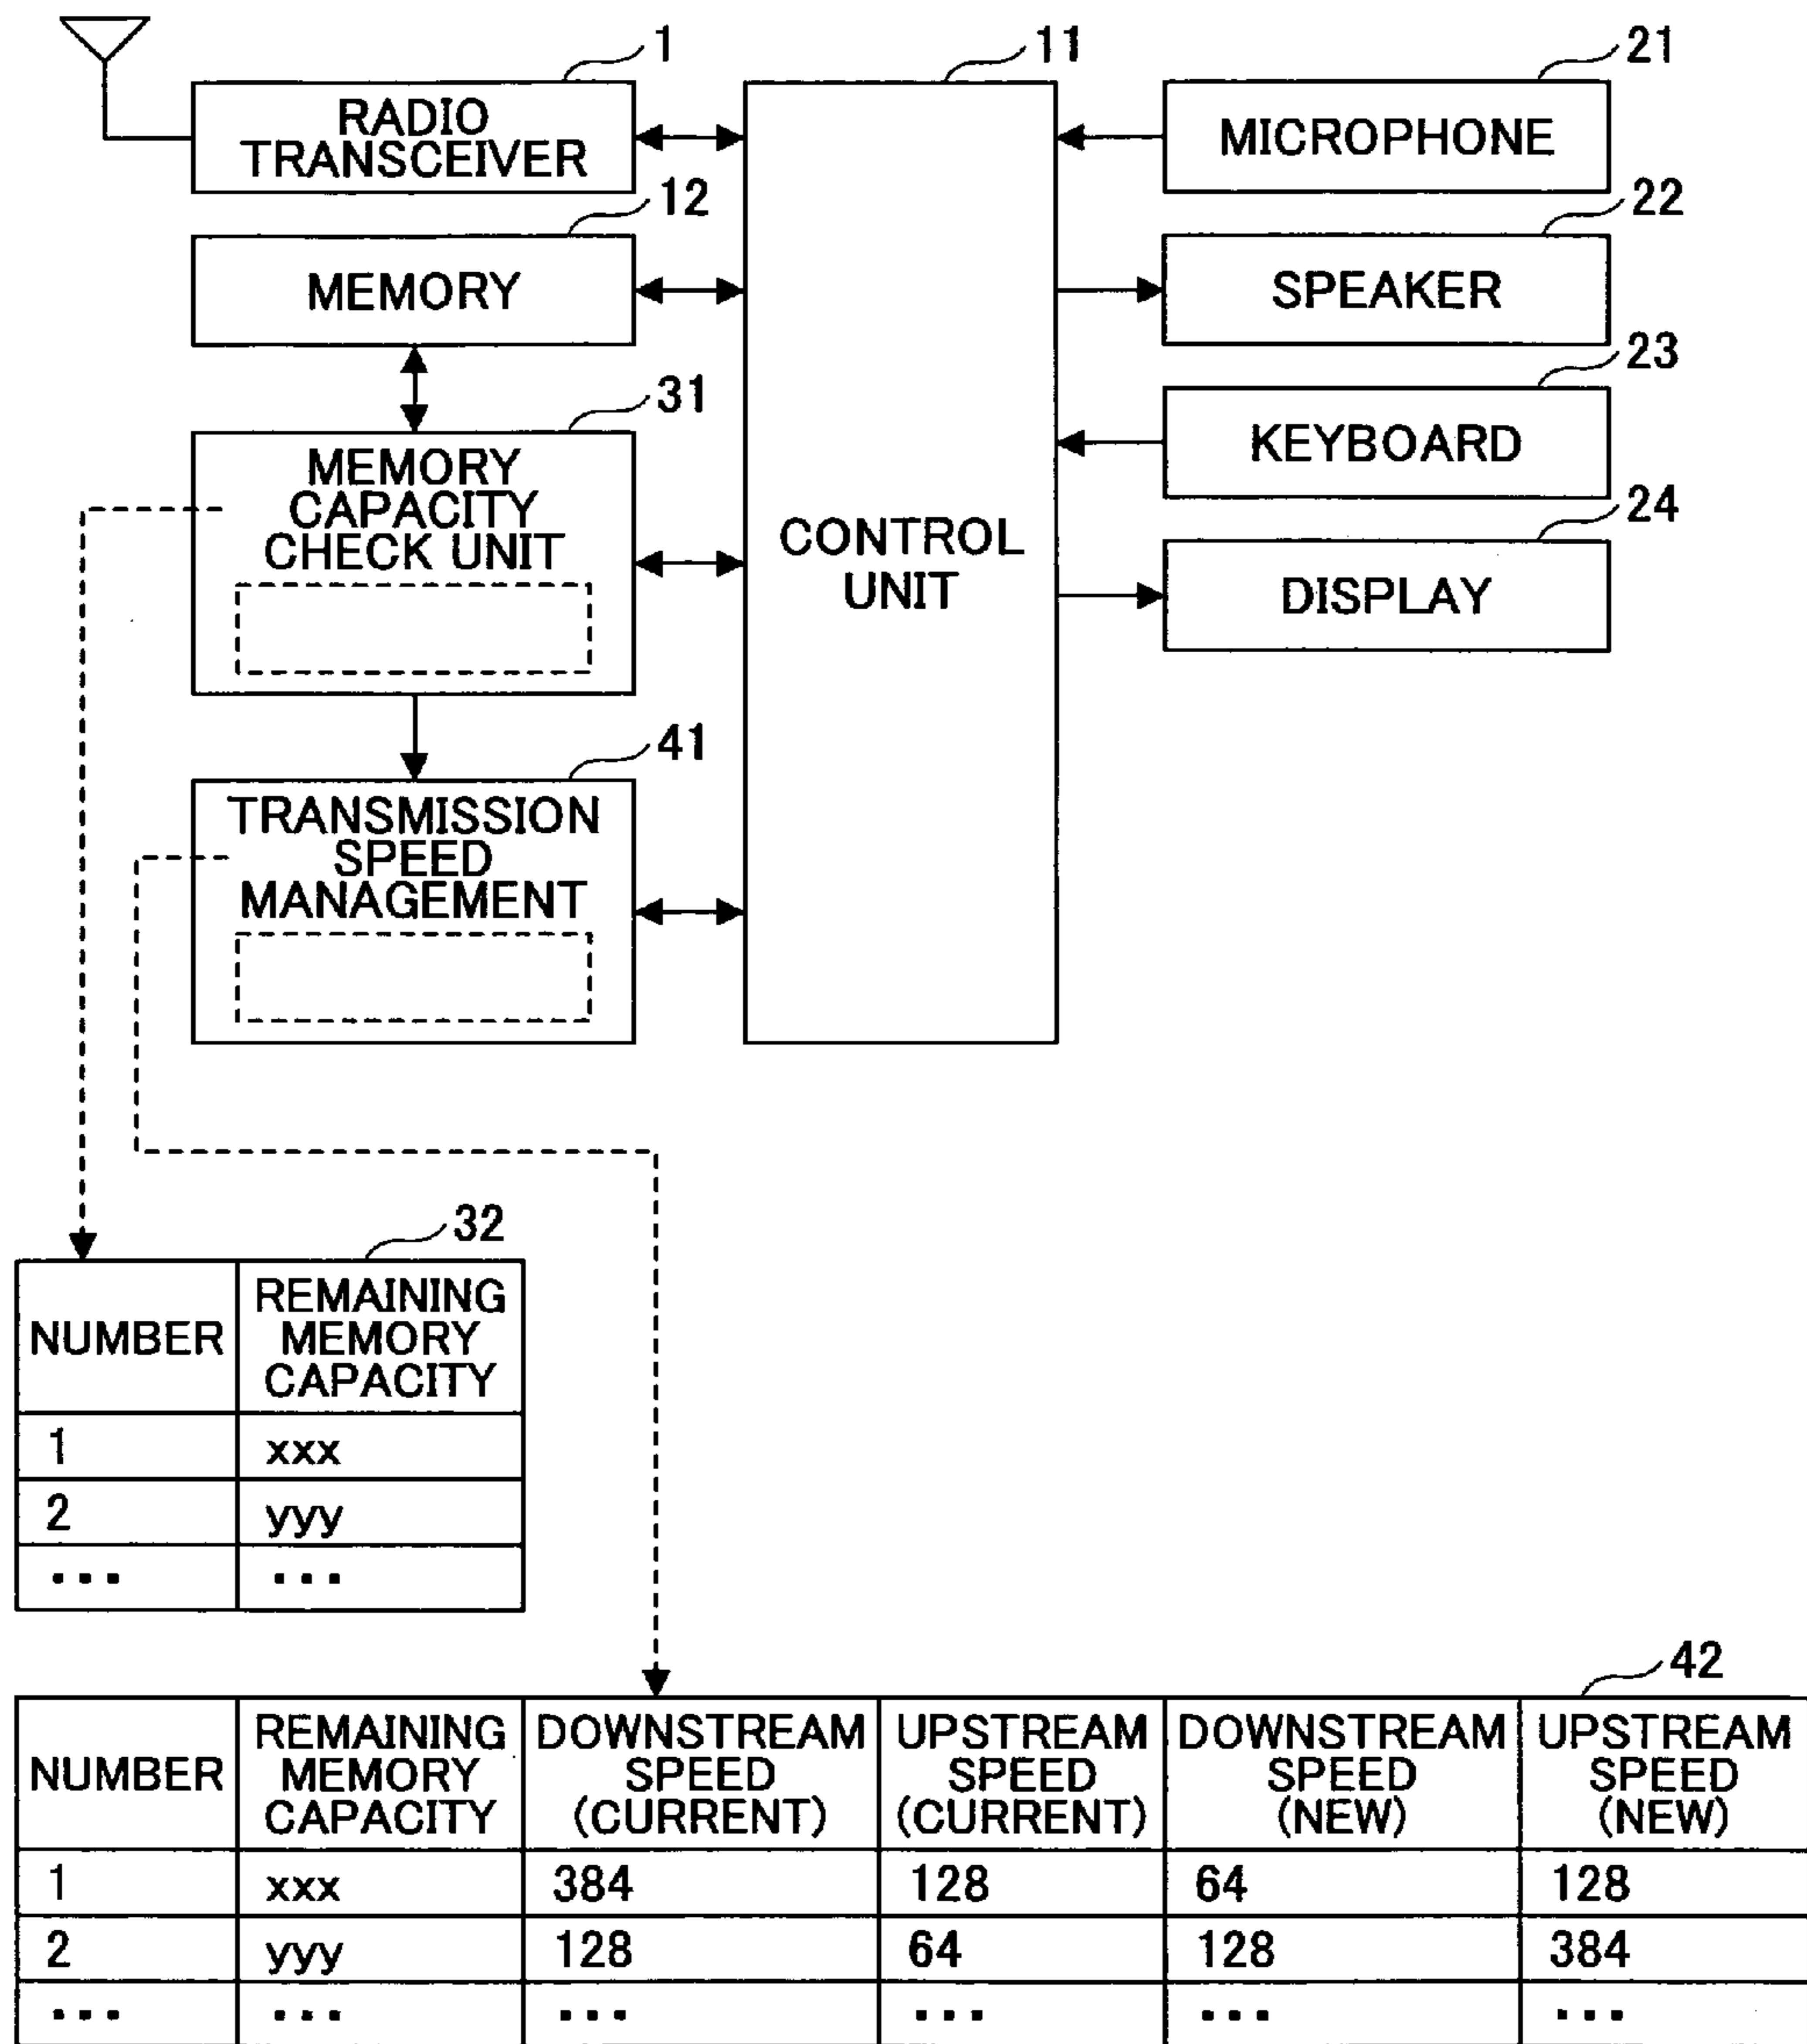 1
RADIO
TRANSCEIVER
12
MEMORY
31
MEMORY
CAPACITY
CHECK UNIT
41
TRANSMISSION
SPEED
MANAGEMENT
11
CONTROL
UNIT
21
MICROPHONE
22
SPEAKER
23
KEYBOARD
24
DISPLAY
32
NUMBER
REMAINING
MEMORY
CAPACITY
1 xxx
2 yyy
... ...
42
NUMBER
REMAINING
MEMORY
CAPACITY
DOWNSTREAM
SPEED
(CURRENT)
UPSTREAM
SPEED
(CURRENT)
DOWNSTREAM
SPEED
(NEW)
UPSTREAM
SPEED
(NEW)
1 xxx 384 128 64 128
2 yyy 128 64 128 384
... ... ... ... ... ...